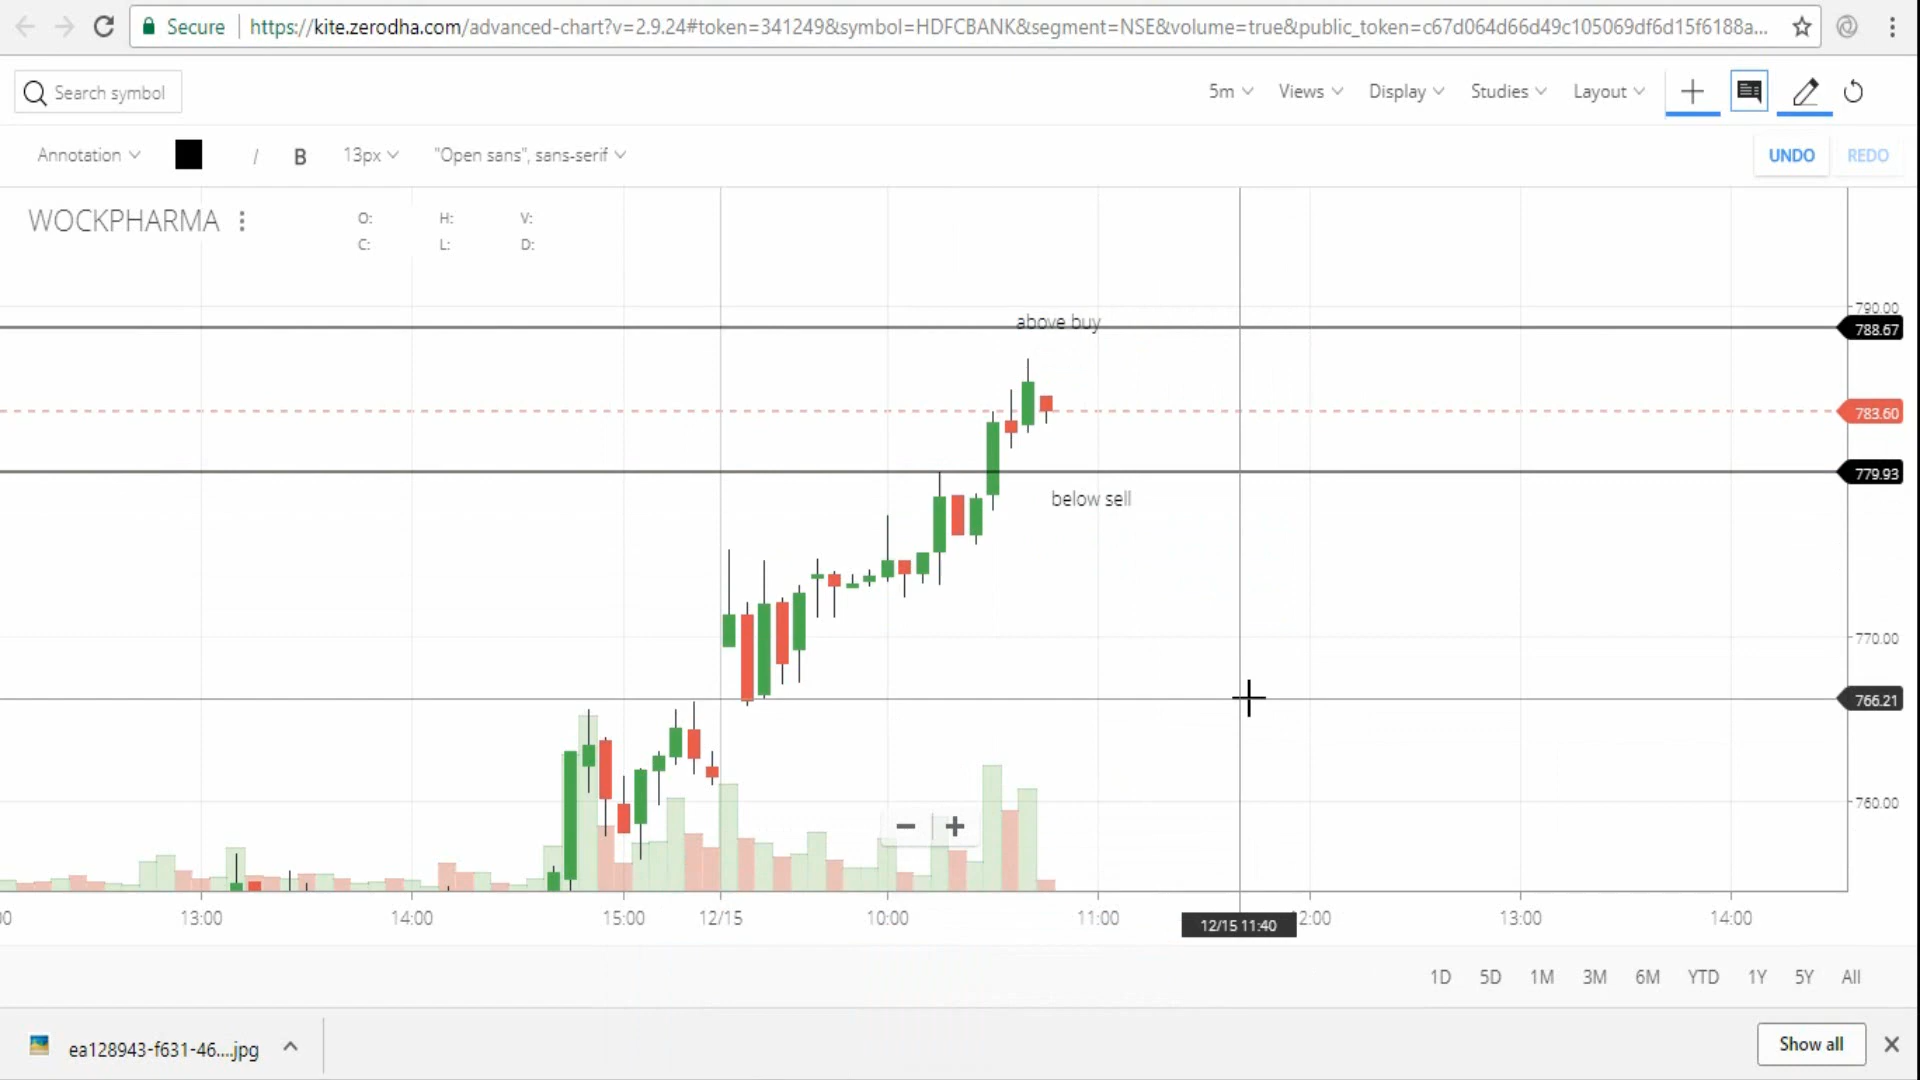 Secure https://kite.zerodha.com/advanced-chart?v=2.9.24#token=341249&symbol=HDFCBANK&segment=NSE&volume=true&public_token=c67d064d66d49c105069df6d15f6188a...
Search symbol 5m Views Display Studies Layout
Annotation I B 13px "Open sans", sans-serif UNDO REDO
WOCKPHARMA O: H: V:
C: L: D:
790.00
above buy 788.67
783.60
779.93
below sell
770.00
766.21
760.00
13:00 14:00 15:00 12/15 10:00 11:00 12/15 11:40 2:00 13:00 14:00
1D 5D 1M 3M 6M YTD 1Y 5Y All
ea128943-f631-46....jpg Show all